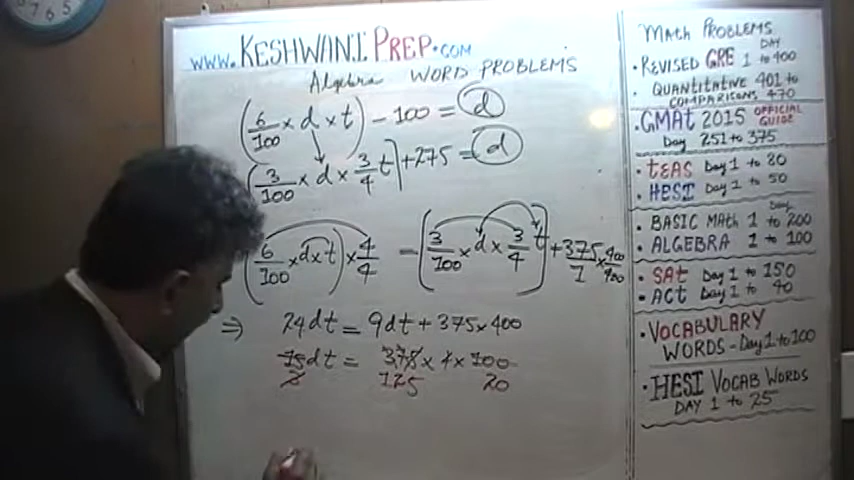 7 6 5
www.KESHWANIPREP.COM
Algebra WORD PROBLEMS
(6/100 × d × t) - 100 = d
(3/100 × d × 3/4 t) + 275 = d
(6/100 × d × t) × 4/4 = (3/100 × d × 3/4 t) + 375/1 × 400/400
⇒ 24dt = 9dt + 375×400
15dt = 375 × 4 × 100
125 20
MATH PROBLEMS
• REVISED GRE DAY 1 to 400
• QUANTITATIVE 401 to
COMPARISONS 470
• GMAT 2015 OFFICIAL GUIDE
Day 251 to 375
• TEAS Day 1 to 80
• HESI Day 1 to 50
• BASIC MATH Day 1 to 200
• ALGEBRA 1 to 100
• SAT Day 1 to 150
• ACT Day 1 to 40
• VOCABULARY
WORDS - Day 1 to 100
• HESI VOCAB WORDS
DAY 1 to 25